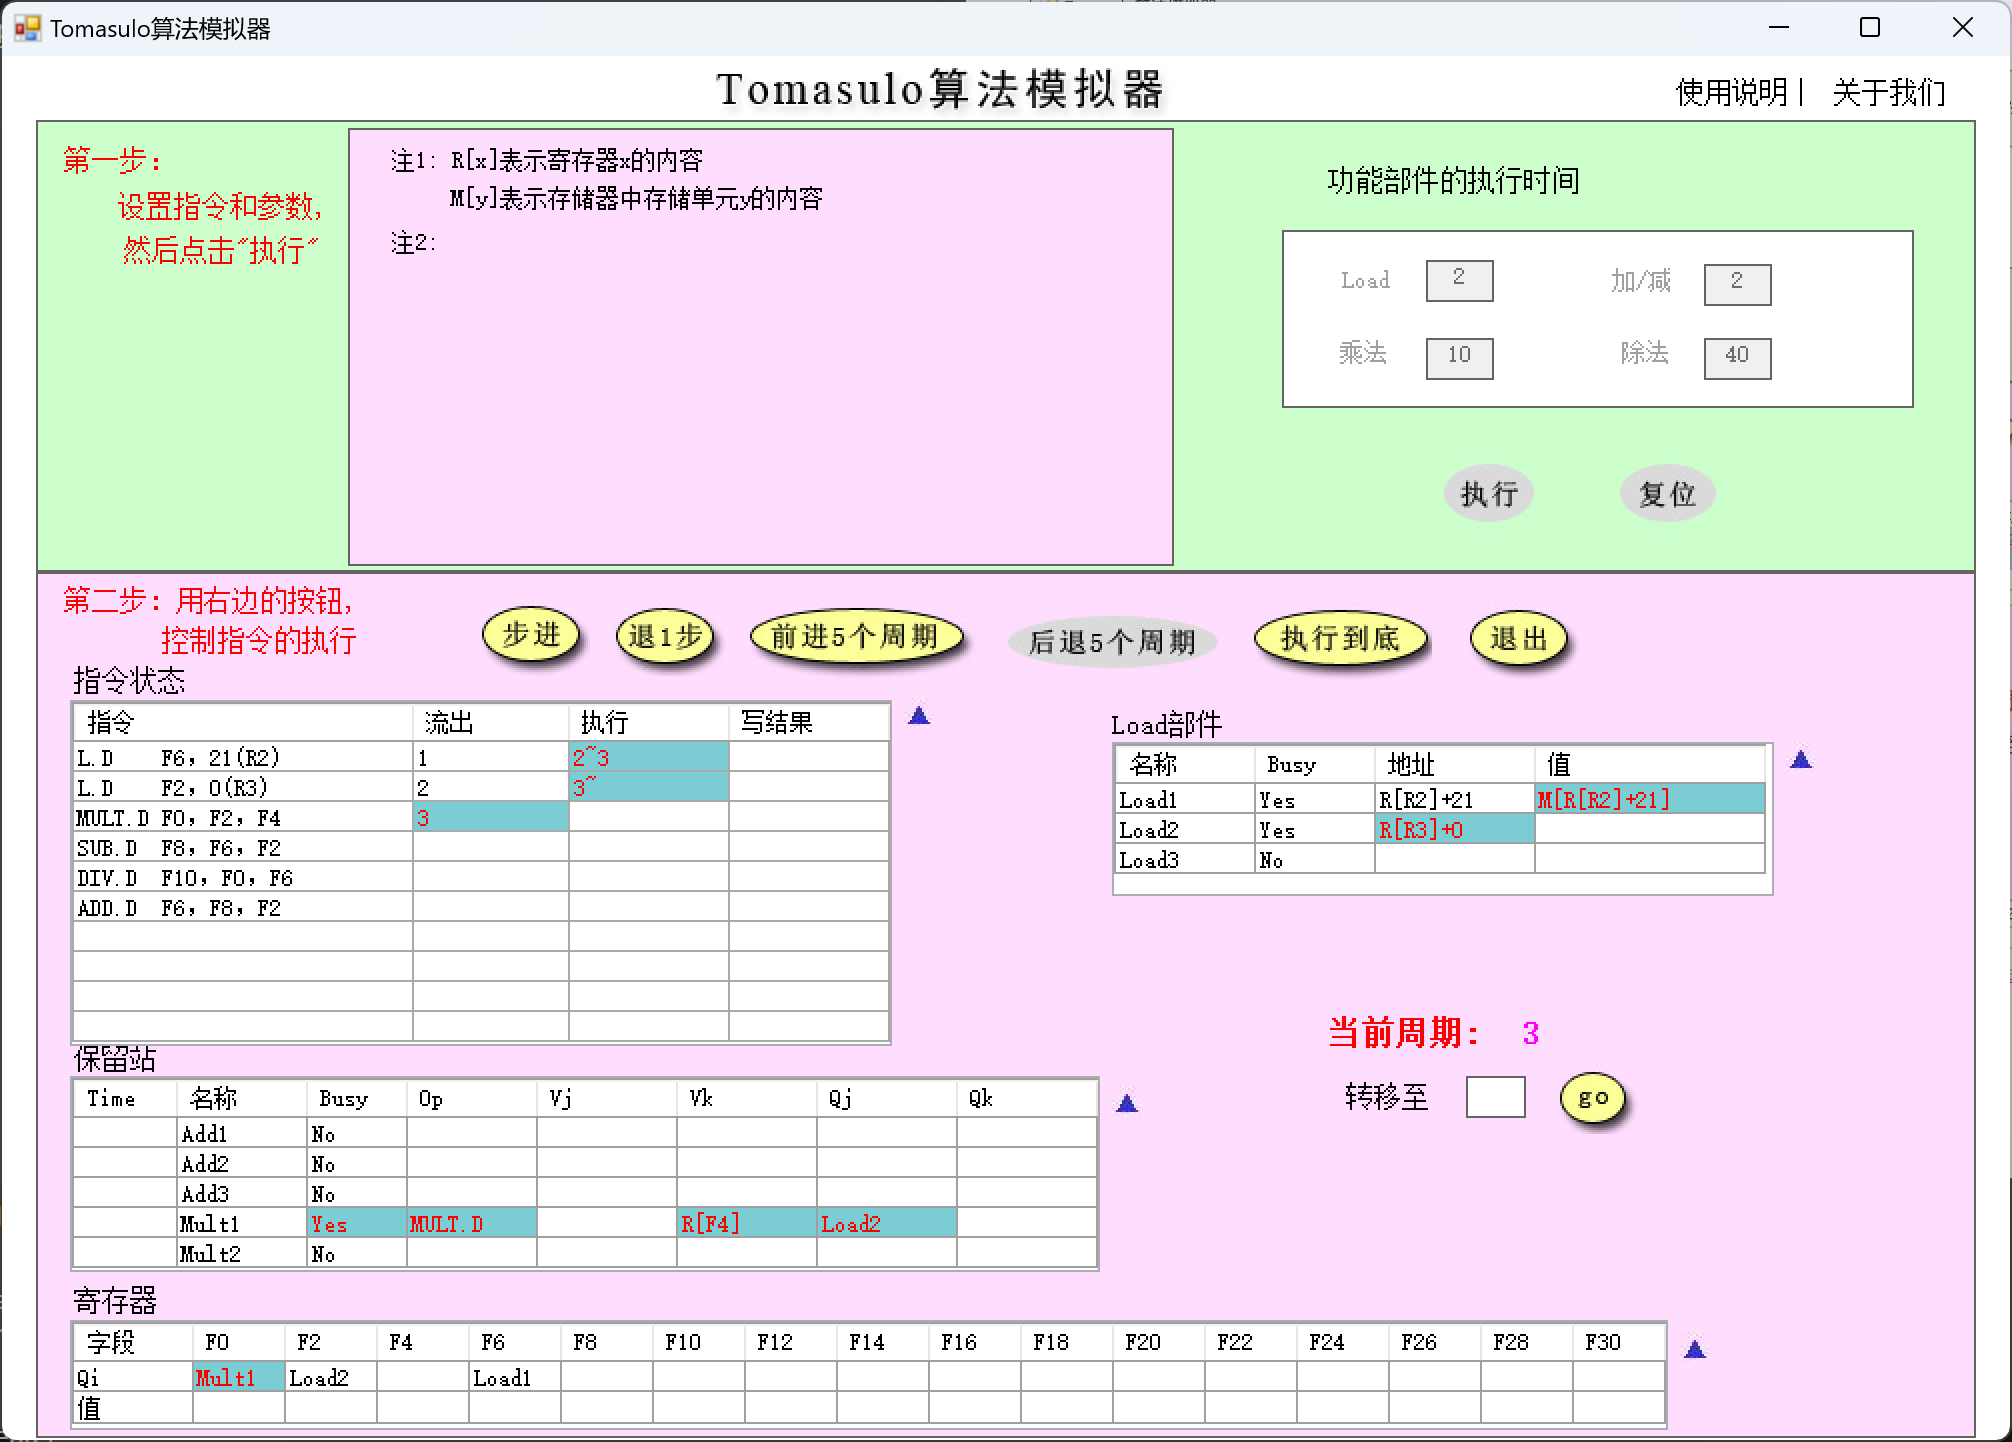 Tomasulo算法模拟器
Tomasulo算法模拟器
使用说明| 关于我们
第一步：
设置指令和参数，
然后点击"执行"
注1: R[x]表示寄存器x的内容
M[y]表示存储器中存储单元y的内容
注2:
功能部件的执行时间
Load 2 加/减 2
乘法 10 除法 40
执行 复位
第二步：用右边的按钮，
控制指令的执行
步进 退1步 前进5个周期 后退5个周期 执行到底 退出
指令状态
指令 流出 执行 写结果
L.D F6, 21(R2) 1 2~3
L.D F2, 0(R3) 2 3~
MULT.D F0, F2, F4 3
SUB.D F8, F6, F2
DIV.D F10, F0, F6
ADD.D F6, F8, F2
Load部件
名称 Busy 地址 值
Load1 Yes R[R2]+21 M[R[R2]+21]
Load2 Yes R[R3]+0
Load3 No
当前周期： 3
转移至 go
保留站
Time 名称 Busy Op Vj Vk Qj Qk
Add1 No
Add2 No
Add3 No
Mult1 Yes MULT.D R[F4] Load2
Mult2 No
寄存器
字段 F0 F2 F4 F6 F8 F10 F12 F14 F16 F18 F20 F22 F24 F26 F28 F30
Qi Mult1 Load2 Load1
值